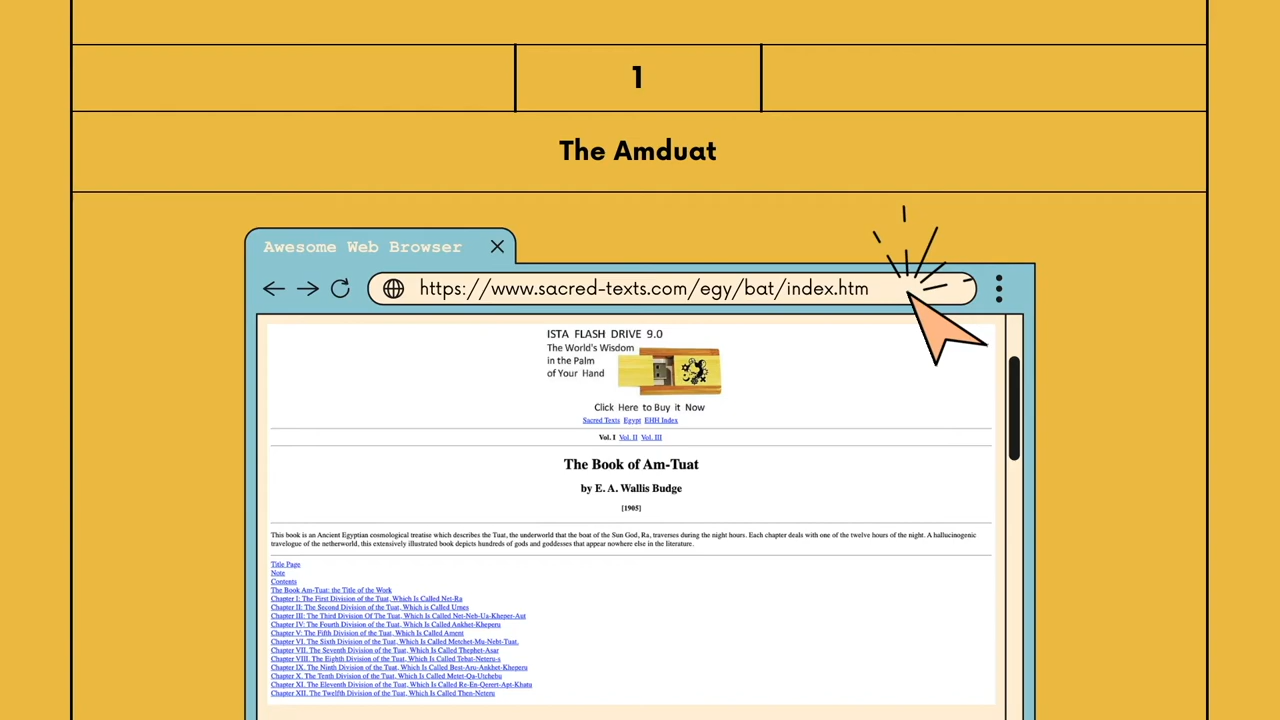 1
The Amduat
Awesome Web Browser
https://www.sacred-texts.com/egy/bat/index.htm
ISTA FLASH DRIVE 9.0
The World's Wisdom
in the Palm
of Your Hand
Click Here to Buy it Now
Sacred Texts Egypt EHH Index
Vol. I Vol. II Vol. III
The Book of Am-Tuat
by E. A. Wallis Budge
[1905]
This book is an Ancient Egyptian cosmological treatise which describes the Tuat, the underworld that the boat of the Sun God, Ra, traverses during the night hours. Each chapter deals with one of the twelve hours of the night. A hallucinogenic
travelogue of the netherworld, this extensively illustrated book depicts hundreds of gods and goddesses that appear nowhere else in the literature.
Title Page
Note
Contents
The Book Am-Tuat: the Title of the Work
Chapter I: The First Division of the Tuat, Which Is Called Net-Ra
Chapter II: The Second Division of the Tuat, Which is Called Urnes
Chapter III: The Third Division Of The Tuat, Which Is Called Net-Neb-Ua-Kheper-Aut
Chapter IV: The Fourth Division of the Tuat, Which Is Called Ankhet-Kheperu
Chapter V: The Fifth Division of the Tuat, Which Is Called Ament
Chapter VI. The Sixth Division of the Tuat, Which Is Called Metchet-Mu-Nebt-Tuat.
Chapter VII. The Seventh Division of the Tuat, Which Is Called Thephet-Asar
Chapter VIII. The Eighth Division of the Tuat, Which Is Called Tebat-Neteru-s
Chapter IX. The Ninth Division of the Tuat, Which Is Called Best-Aru-Ankhet-Kheperu
Chapter X. The Tenth Division of the Tuat, Which Is Called Metet-Qa-Utchebu
Chapter XI. The Eleventh Division of the Tuat, Which Is Called Re-En-Qerert-Apt-Khatu
Chapter XII. The Twelfth Division of the Tuat, Which Is Called Then-Neteru